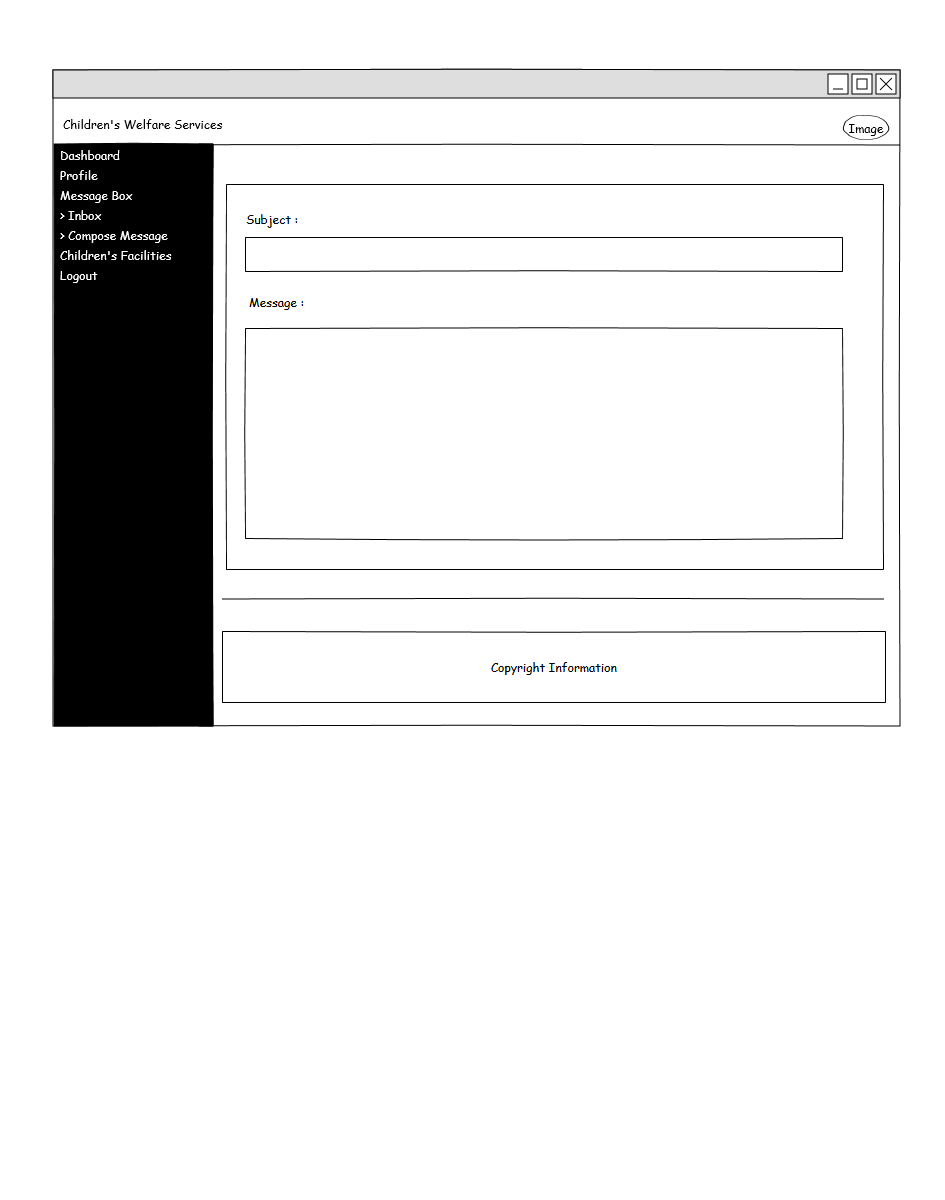 Children's Welfare Services
Image
Dashboard
Profile
Message Box
> Inbox
> Compose Message
Children's Facilities
Logout
Subject :
Message :
Copyright Information